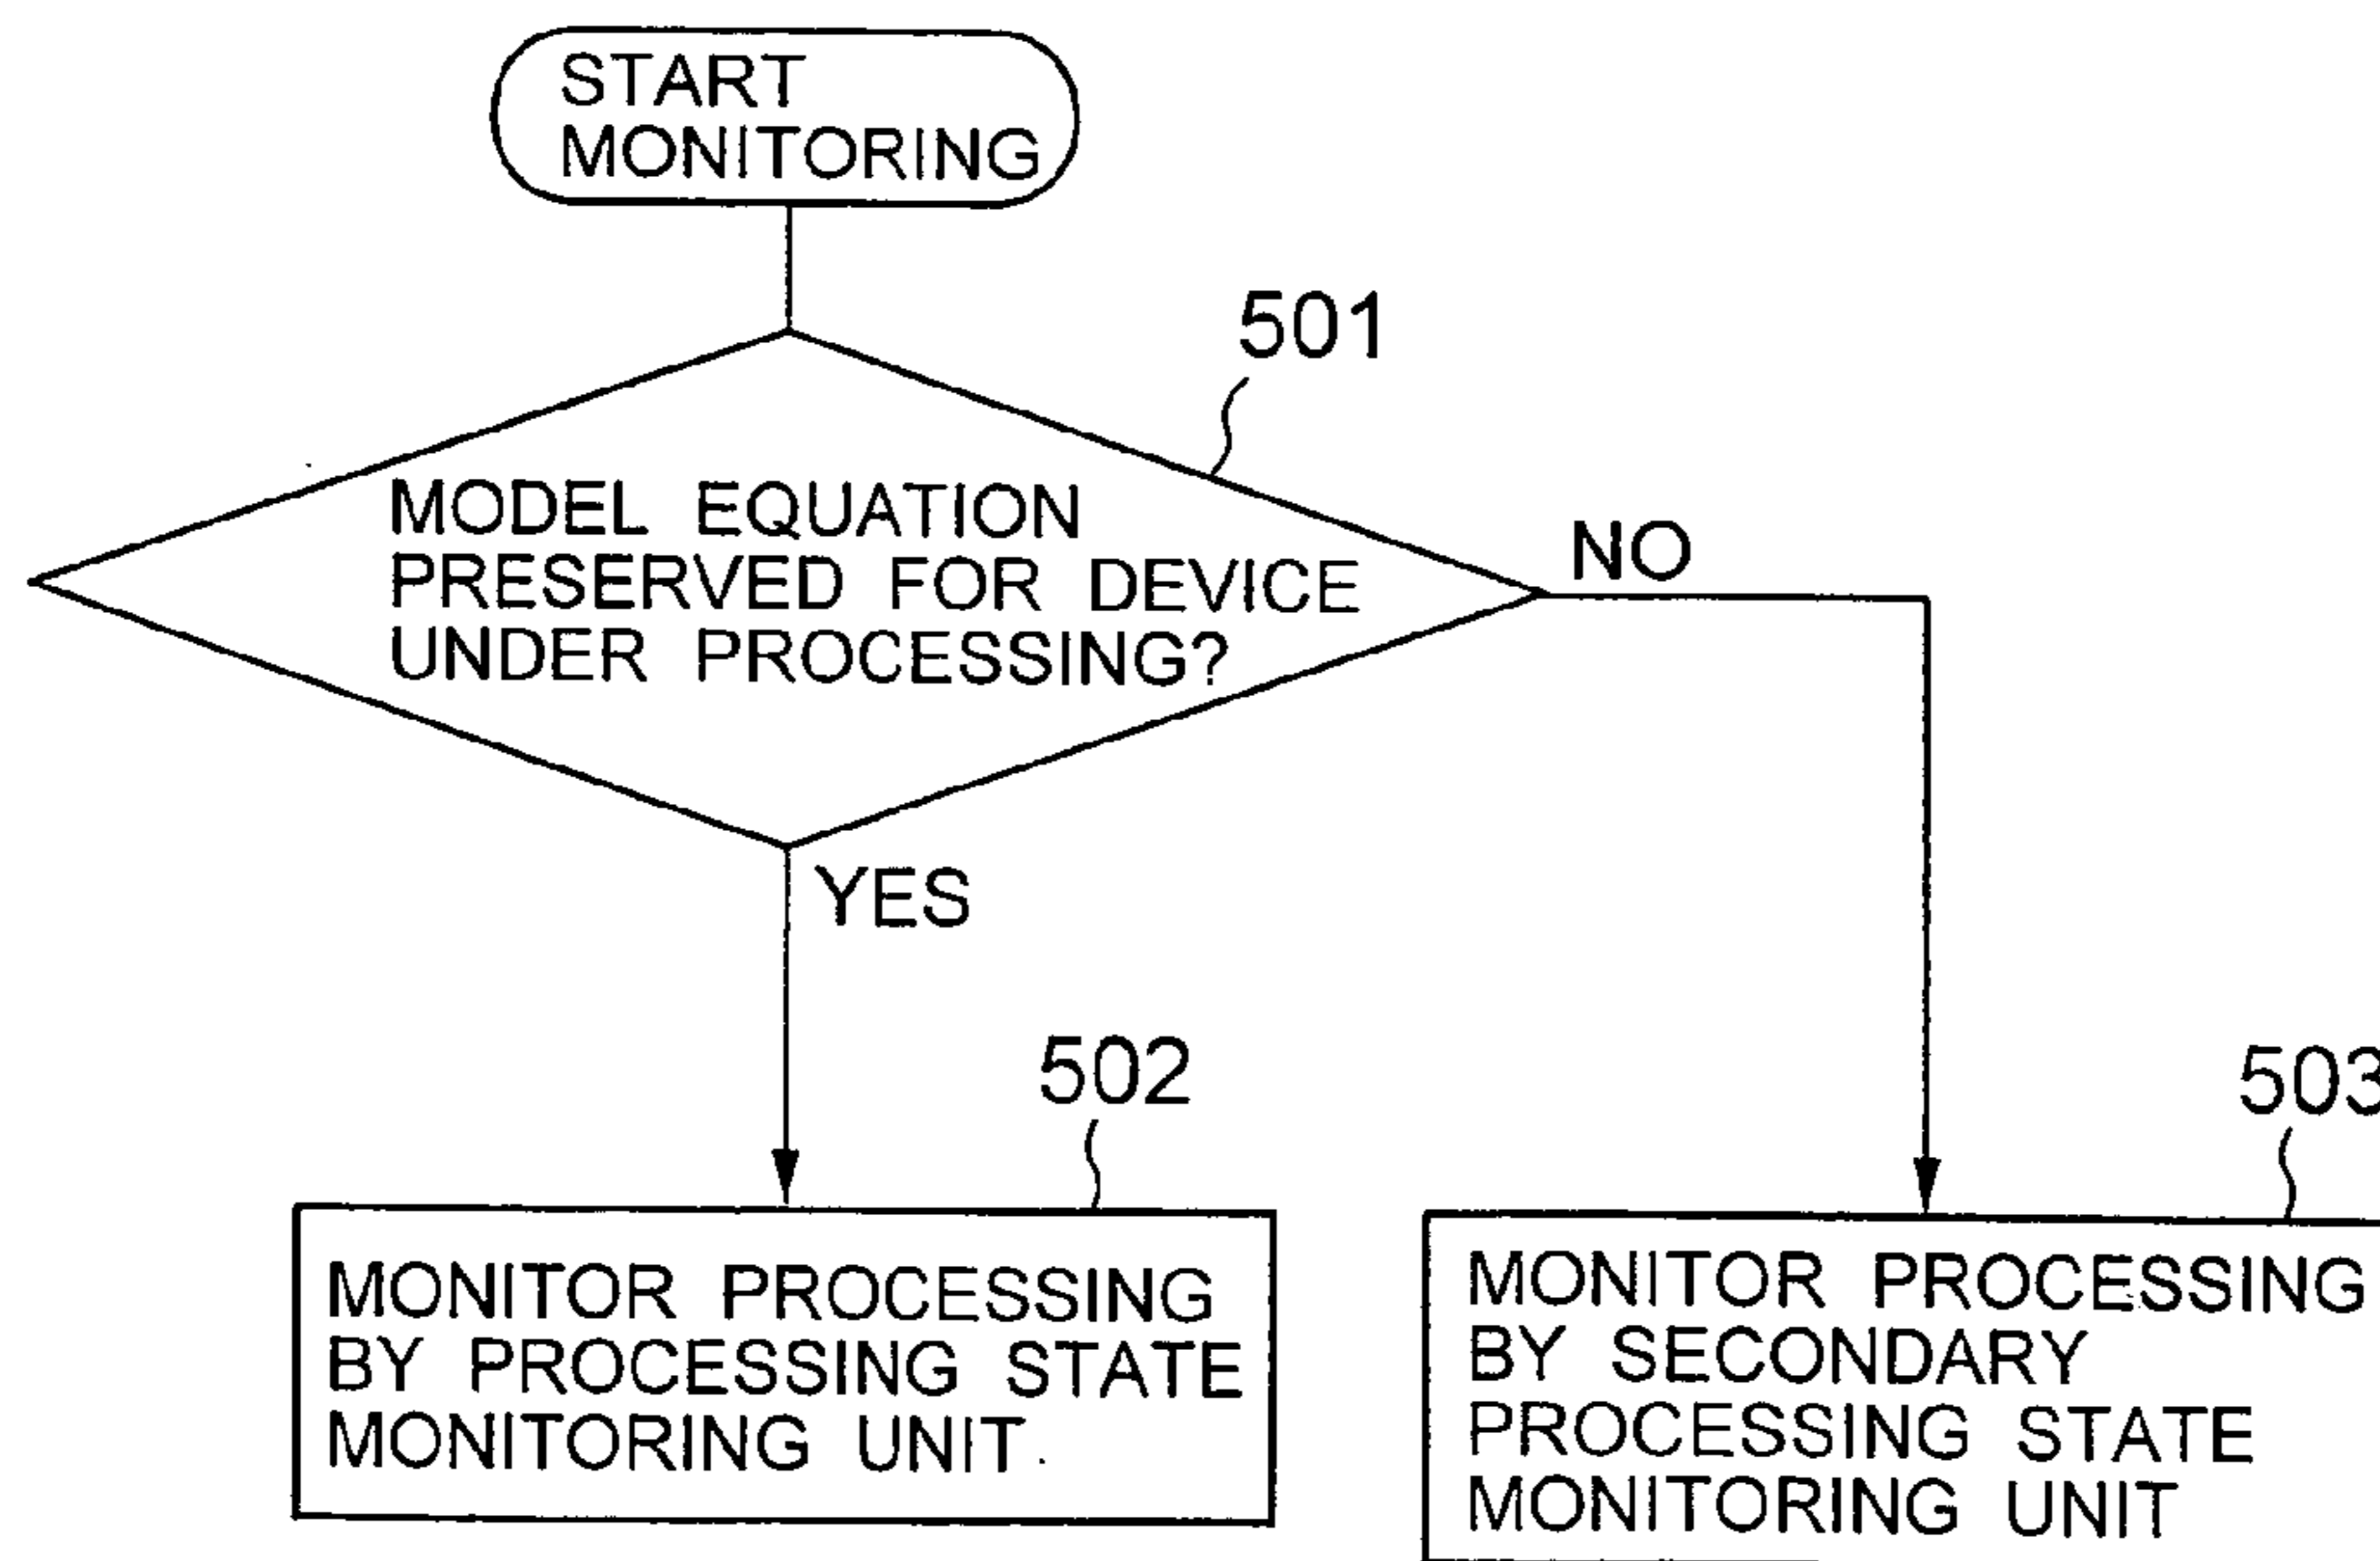 START
MONITORING
501
MODEL EQUATION
PRESERVED FOR DEVICE
UNDER PROCESSING?
NO
YES
502
503
MONITOR PROCESSING
BY PROCESSING STATE
MONITORING UNIT
MONITOR PROCESSING
BY SECONDARY
PROCESSING STATE
MONITORING UNIT